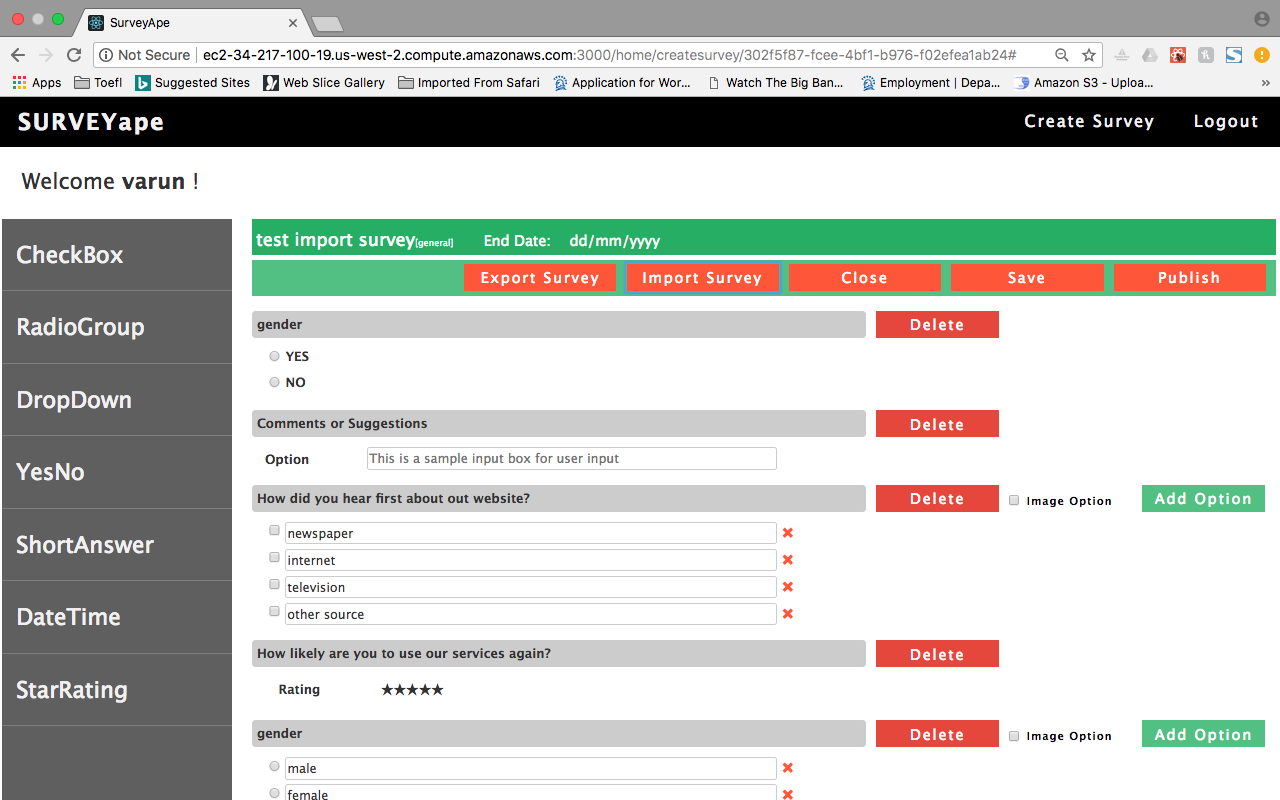 SurveyApe
Not Secure ec2-34-217-100-19.us-west-2.compute.amazonaws.com:3000/home/createsurvey/302f5f87-fcee-4bf1-b976-f02efea1ab24#
Apps Toefl Suggested Sites Web Slice Gallery Imported From Safari Application for Wor... Watch The Big Ban... Employment | Depa... Amazon S3 - Uploa... »
SURVEYape Create Survey Logout
Welcome varun !
CheckBox
RadioGroup
DropDown
YesNo
ShortAnswer
DateTime
StarRating
test import survey[general] End Date: dd/mm/yyyy
Export Survey Import Survey Close Save Publish
gender Delete
YES
NO
Comments or Suggestions Delete
Option This is a sample input box for user input
How did you hear first about out website? Delete Image Option Add Option
newspaper
internet
television
other source
How likely are you to use our services again? Delete
Rating ★★★★★
gender Delete Image Option Add Option
male
female